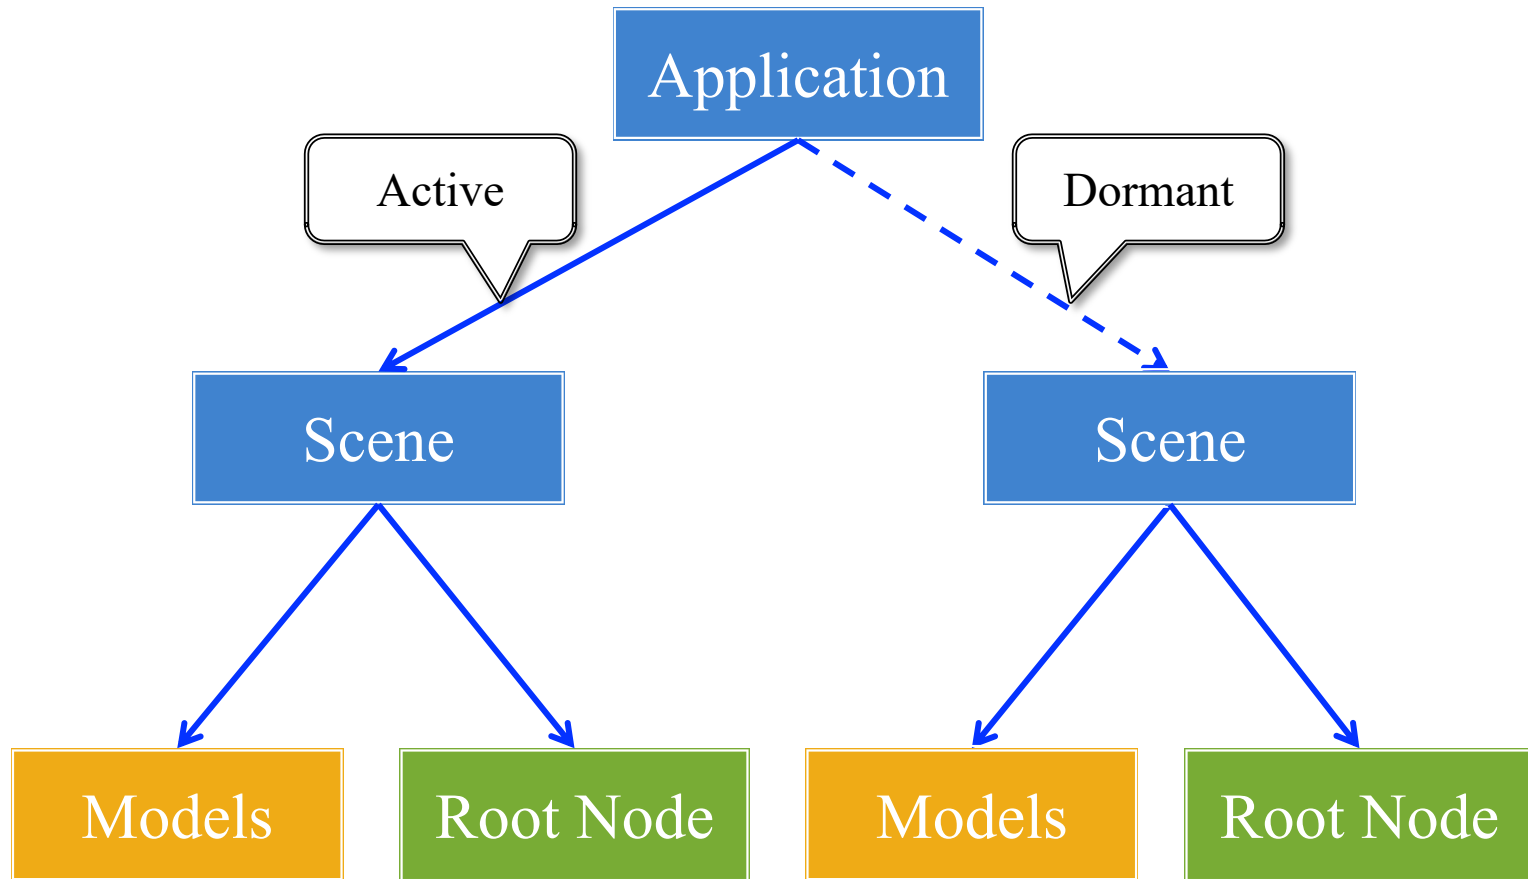 Application
Active
Dormant
Scene
Scene
Models
Root Node
Models
Root Node